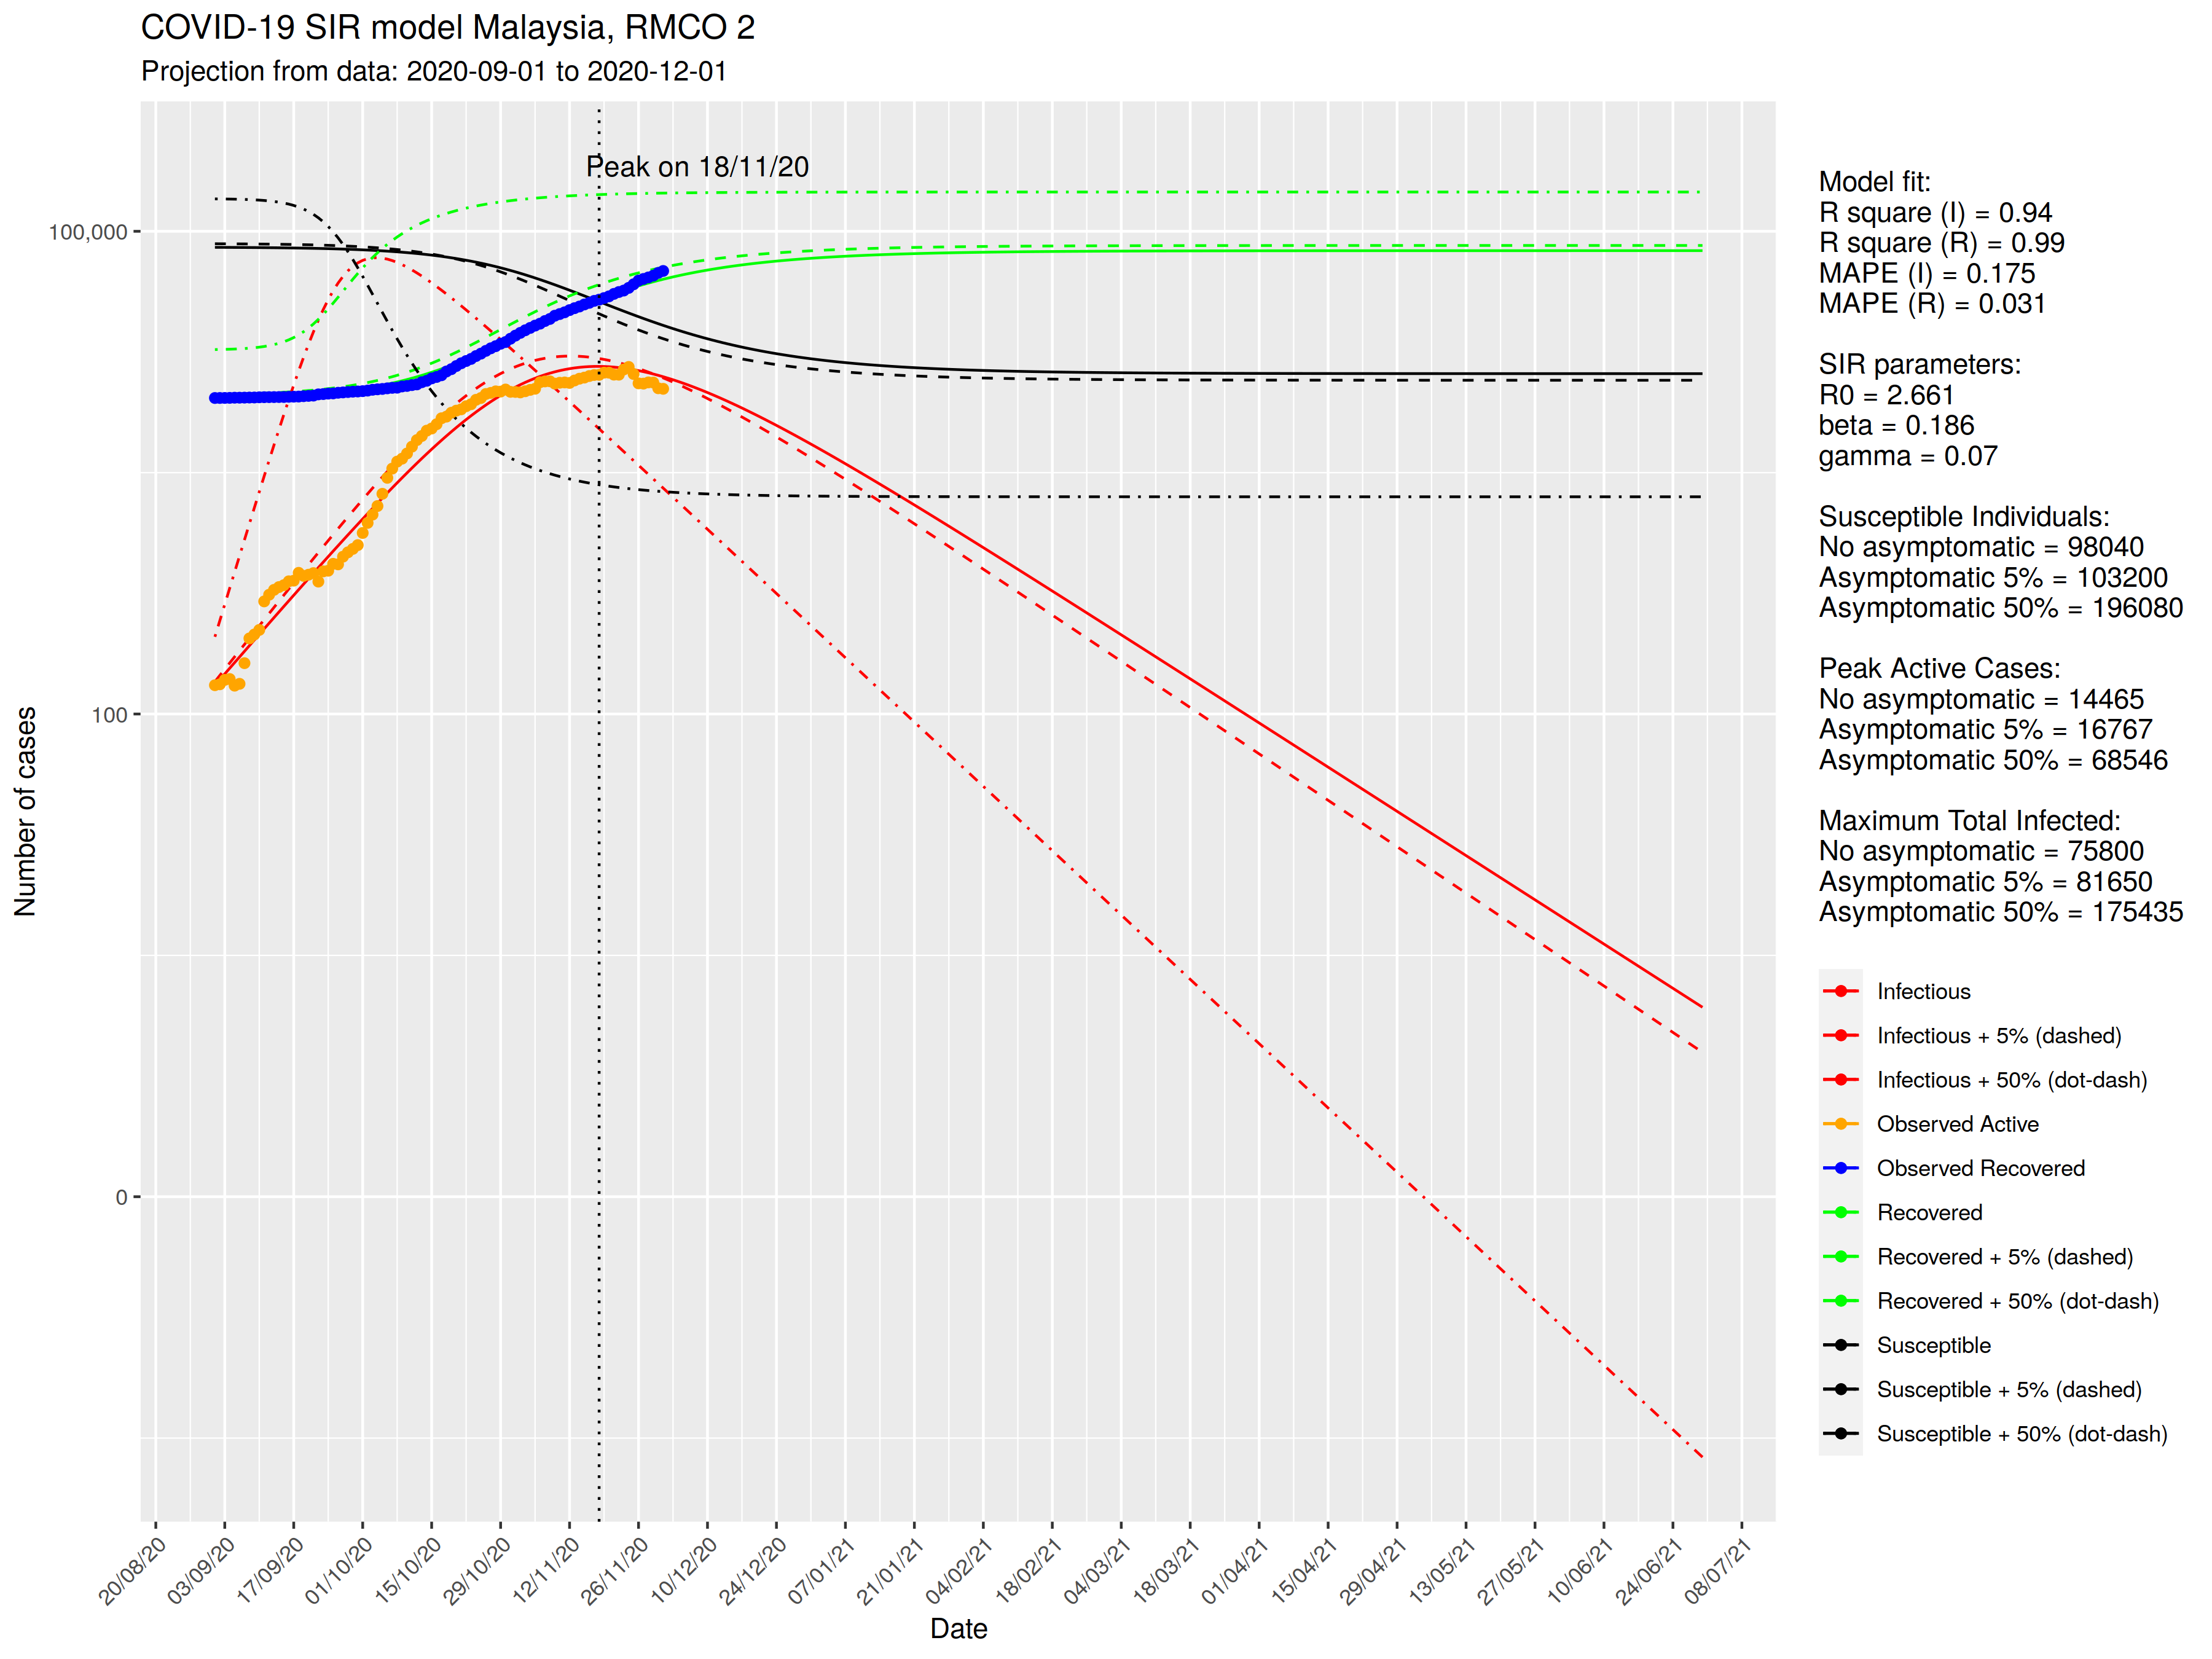 COVID-19 SIR model Malaysia, RMCO 2
Projection from data: 2020-09-01 to 2020-12-01
Peak on 18/11/20
Number of cases
100,000
100
0
20/08/20
03/09/20
17/09/20
01/10/20
15/10/20
29/10/20
12/11/20
26/11/20
10/12/20
24/12/20
07/01/21
21/01/21
04/02/21
18/02/21
04/03/21
18/03/21
01/04/21
15/04/21
29/04/21
13/05/21
27/05/21
10/06/21
24/06/21
08/07/21
Date
Model fit:
R square (I) = 0.94
R square (R) = 0.99
MAPE (I) = 0.175
MAPE (R) = 0.031
SIR parameters:
R0 = 2.661
beta = 0.186
gamma = 0.07
Susceptible Individuals:
No asymptomatic = 98040
Asymptomatic 5% = 103200
Asymptomatic 50% = 196080
Peak Active Cases:
No asymptomatic = 14465
Asymptomatic 5% = 16767
Asymptomatic 50% = 68546
Maximum Total Infected:
No asymptomatic = 75800
Asymptomatic 5% = 81650
Asymptomatic 50% = 175435
Infectious
Infectious + 5% (dashed)
Infectious + 50% (dot-dash)
Observed Active
Observed Recovered
Recovered
Recovered + 5% (dashed)
Recovered + 50% (dot-dash)
Susceptible
Susceptible + 5% (dashed)
Susceptible + 50% (dot-dash)